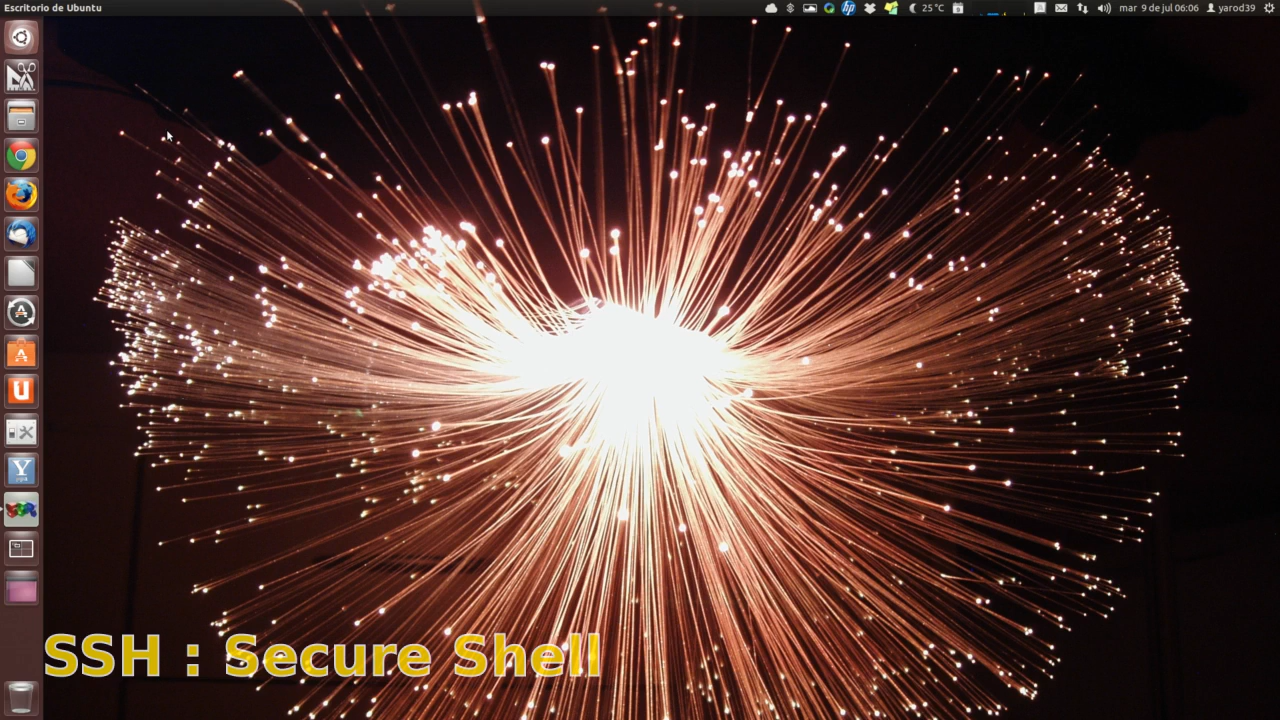 Escritorio de Ubuntu
25 °C
mar 9 de jul 06:06
yarod39
SSH : Secure Shell